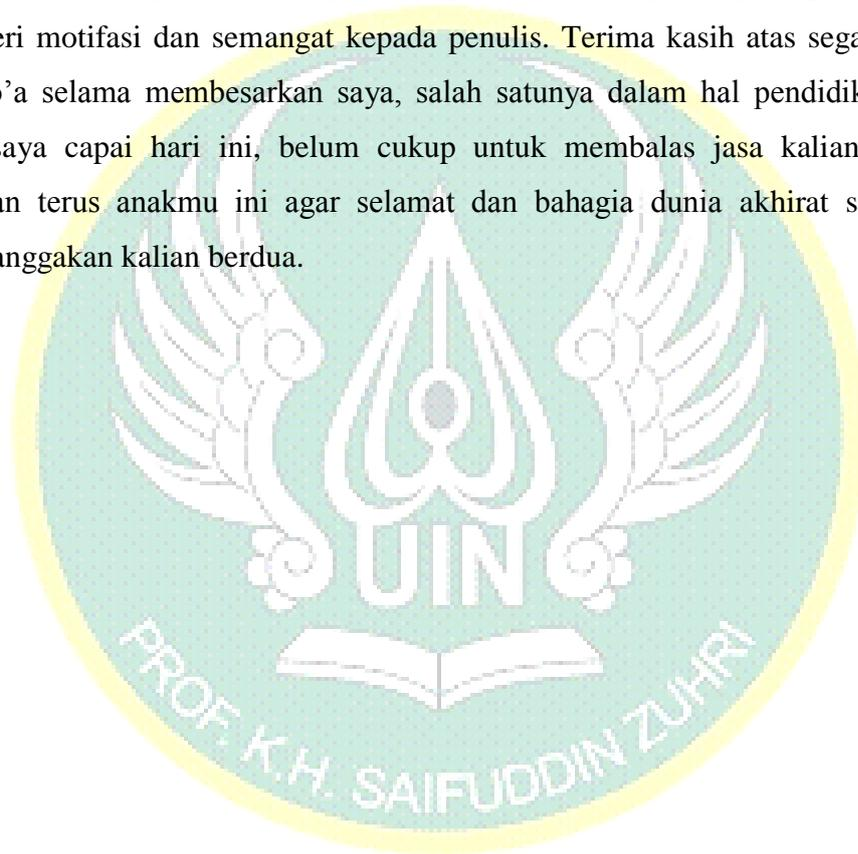 eri motifasi dan semangat kepada penulis. Terima kasih atas sega
o'a selama membesarkan saya, salah satunya dalam hal pendidik
saya capai hari ini, belum cukup untuk membalas jasa kalian
an terus anakmu ini agar selamat dan bahagia dunia akhirat s
anggakan kalian berdua.
UIN
PROF. K.H. SAIFUDDIN ZUHRI